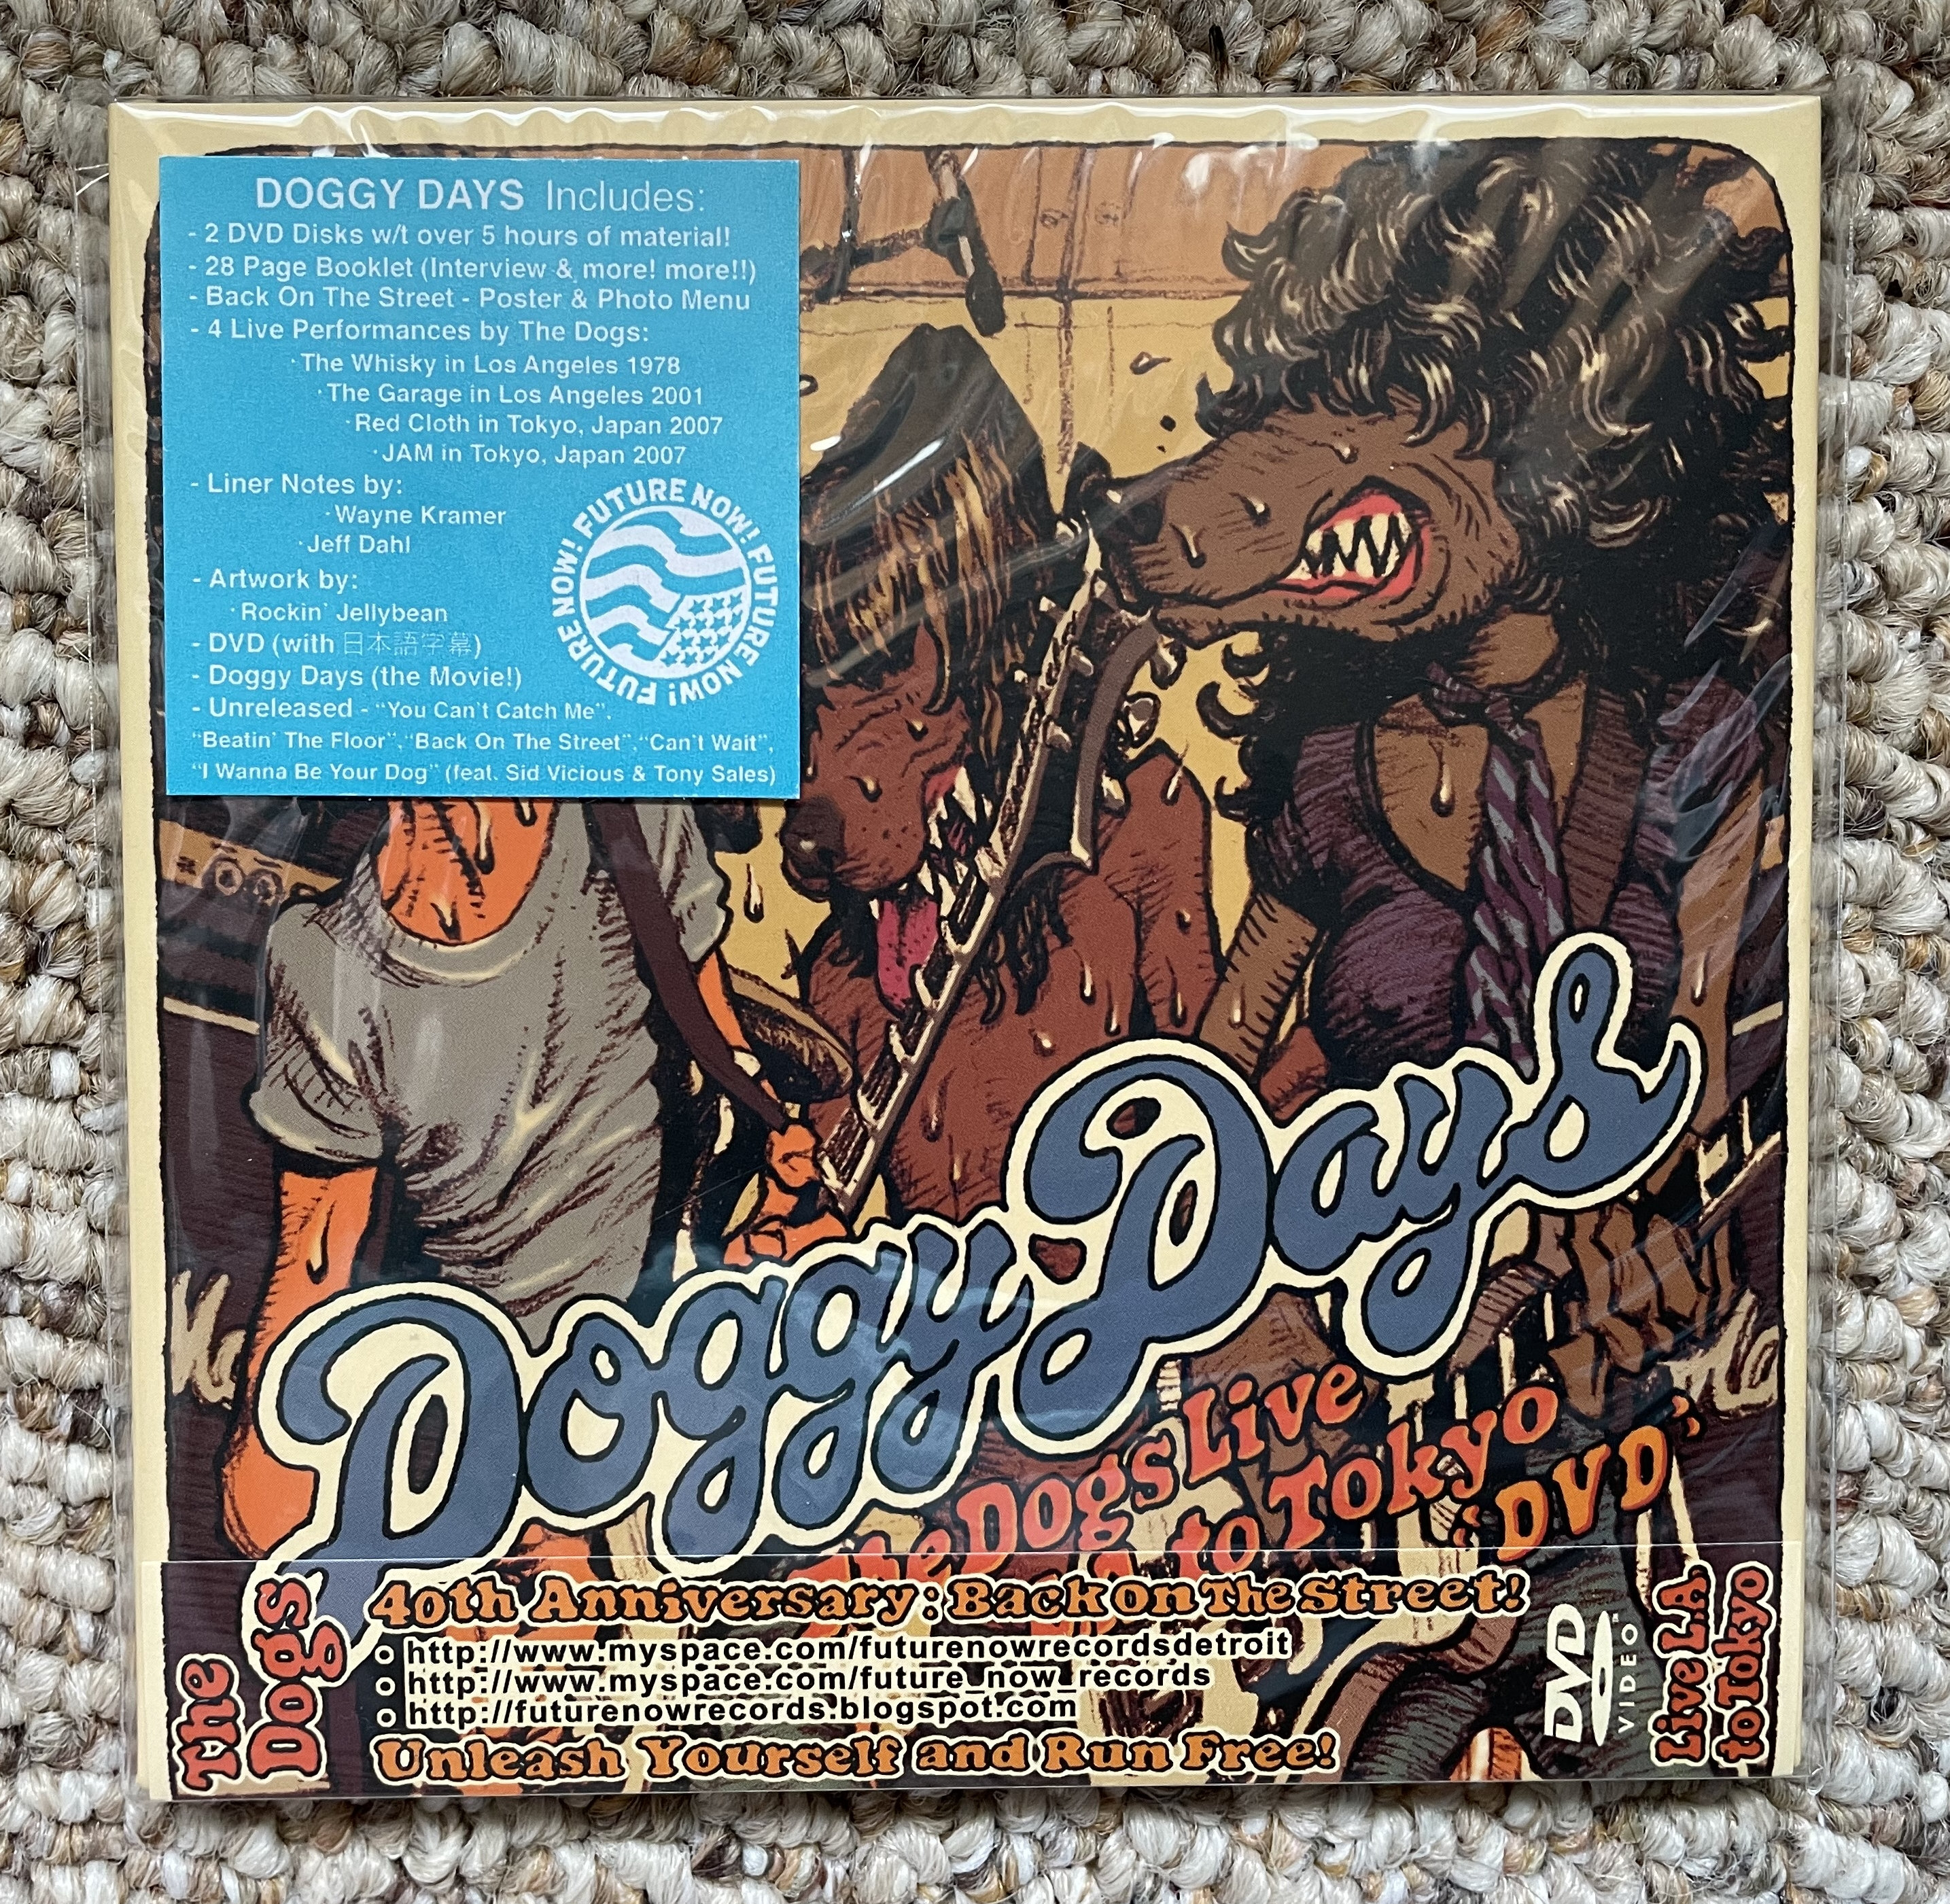 DOGGY DAYS Includes:
- 2 DVD Disks w/t over 5 hours of material!
- 28 Page Booklet (Interview & more! more!!)
- Back On The Street - Poster & Photo Menu
- 4 Live Performances by The Dogs:
·The Whisky in Los Angeles 1978
·The Garage in Los Angeles 2001
·Red Cloth in Tokyo, Japan 2007
·JAM in Tokyo, Japan 2007
- Liner Notes by:
·Wayne Kramer
·Jeff Dahl
- Artwork by:
·Rockin' Jellybean
- DVD (with 日本語字幕)
- Doggy Days (the Movie!)
- Unreleased - "You Can't Catch Me",
"Beatin' The Floor","Back On The Street","Can't Wait",
"I Wanna Be Your Dog" (feat. Sid Vicious & Tony Sales)
FUTURE NOW! FUTURE NOW! FUTURE NOW!
Doggy Days
The Dogs Live
to Tokyo
"DVD"
The
Dogs
40th Anniversary: Back On The Street!
http://www.myspace.com/futurenowrecordsdetroit
http://www.myspace.com/future_now_records
http://futurenowrecords.blogspot.com
Unleash Yourself and Run Free!
DVD
VIDEO
Live LA
to Tokyo